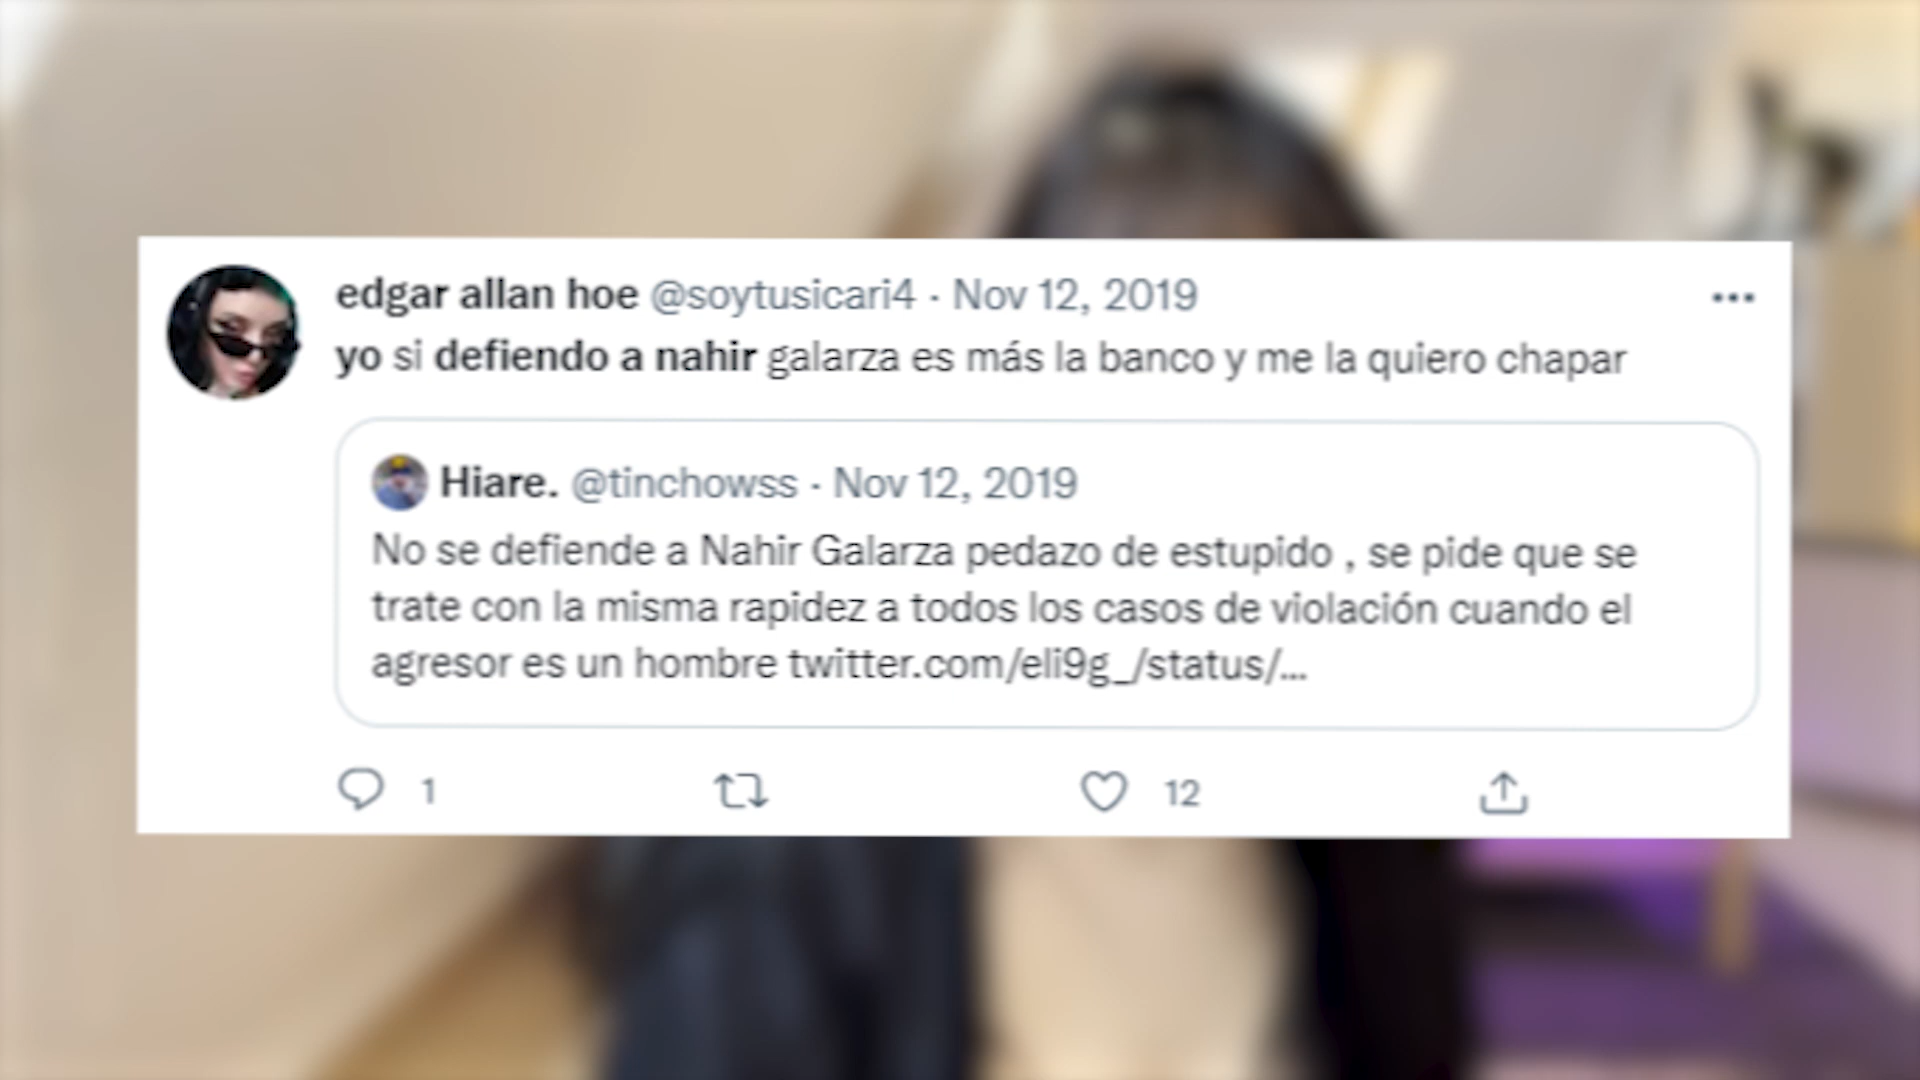 edgar allan hoe @soytusicari4 · Nov 12, 2019
yo si defiendo a nahir galarza es más la banco y me la quiero chapar
Hiare. @tinchowss · Nov 12, 2019
No se defiende a Nahir Galarza pedazo de estupido , se pide que se
trate con la misma rapidez a todos los casos de violación cuando el
agresor es un hombre twitter.com/eli9g_/status/...
1
12